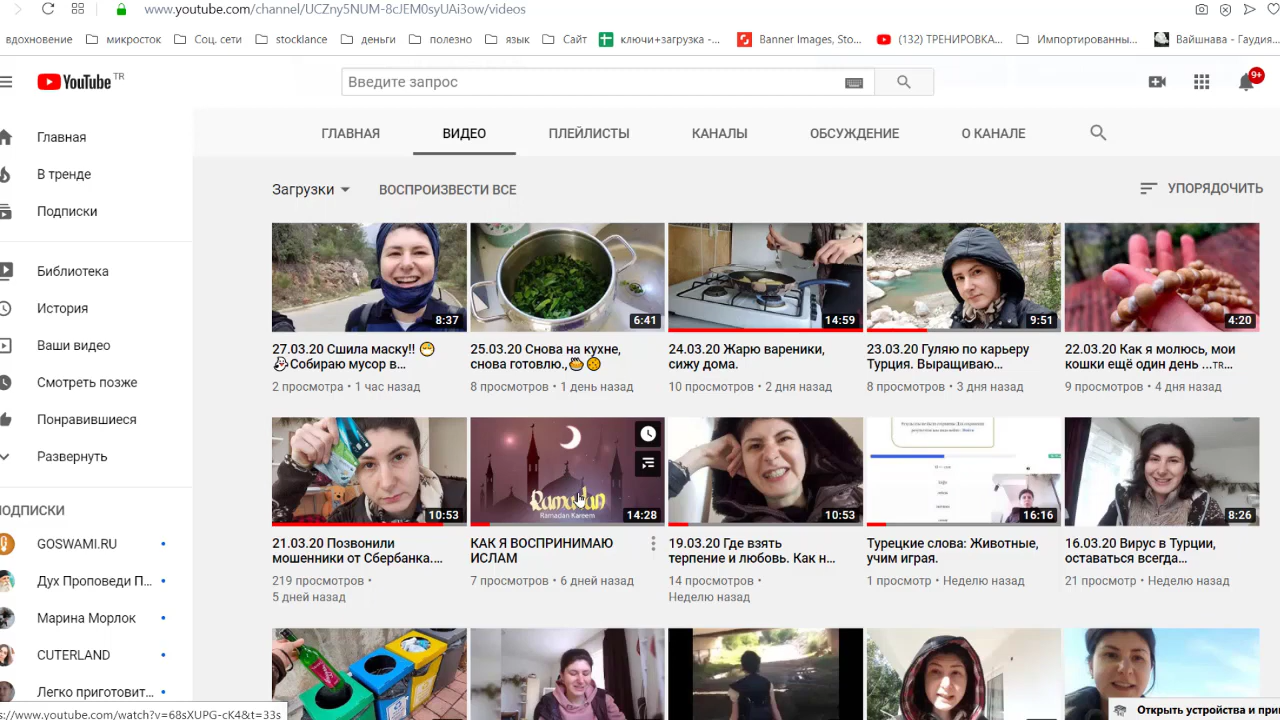 www.youtube.com/channel/UCZny5NUM-8cJEM0syUAi3ow/videos
вдохновение
микросток
Соц. сети
stocklance
деньги
полезно
язык
Сайт
ключи+загрузка -...
Banner Images, Sto...
(132) ТРЕНИРОВКА...
Импортированны...
Вайшнава - Гаудия...
YouTube TR
Введите запрос
9+
Главная
В тренде
Подписки
Библиотека
История
Ваши видео
Смотреть позже
Понравившиеся
Развернуть
ПОДПИСКИ
GOSWAMI.RU
Дух Проповеди П...
Марина Морлок
CUTERLAND
Легко приготовит...
ГЛАВНАЯ
ВИДЕО
ПЛЕЙЛИСТЫ
КАНАЛЫ
ОБСУЖДЕНИЕ
О КАНАЛЕ
Загрузки
ВОСПРОИЗВЕСТИ ВСЕ
УПОРЯДОЧИТЬ
8:37
27.03.20 Сшила маску!! 😷
👻Собираю мусор в...
2 просмотра • 1 час назад
6:41
25.03.20 Снова на кухне,
снова готовлю.,
8 просмотров • 1 день назад
14:59
24.03.20 Жарю вареники,
сижу дома.
10 просмотров • 2 дня назад
9:51
23.03.20 Гуляю по карьеру
Турция. Выращиваю...
8 просмотров • 3 дня назад
4:20
22.03.20 Как я молюсь, мои
кошки ещё один день ...TR...
9 просмотров • 4 дня назад
10:53
21.03.20 Позвонили
мошенники от Сбербанка....
219 просмотров •
5 дней назад
Ramadan
Ramadan Kareem
14:28
КАК Я ВОСПРИНИМАЮ
ИСЛАМ
7 просмотров • 6 дней назад
10:53
19.03.20 Где взять
терпение и любовь. Как н...
14 просмотров •
Неделю назад
16:16
Турецкие слова: Животные,
учим играя.
1 просмотр • Неделю назад
8:26
16.03.20 Вирус в Турции,
оставаться всегда...
21 просмотр • Неделю назад
s://www.youtube.com/watch?v=68sXUPG-cK4&t=33s
Открыть устройства и при